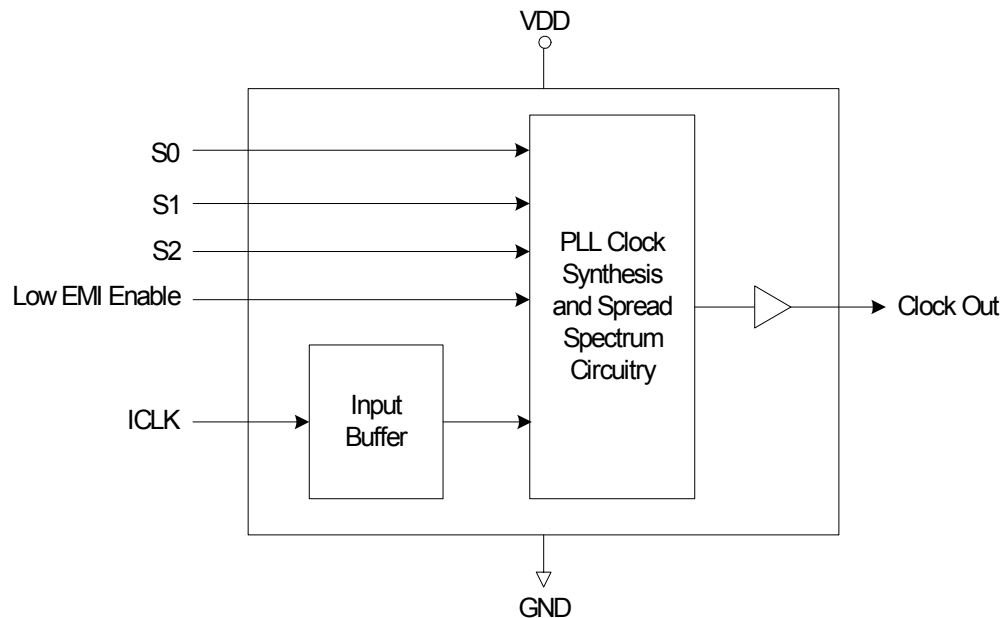 VDD
S0
S1
S2
Low EMI Enable
ICLK
Input
Buffer
PLL Clock
Synthesis
and Spread
Spectrum
Circuitry
Clock Out
GND